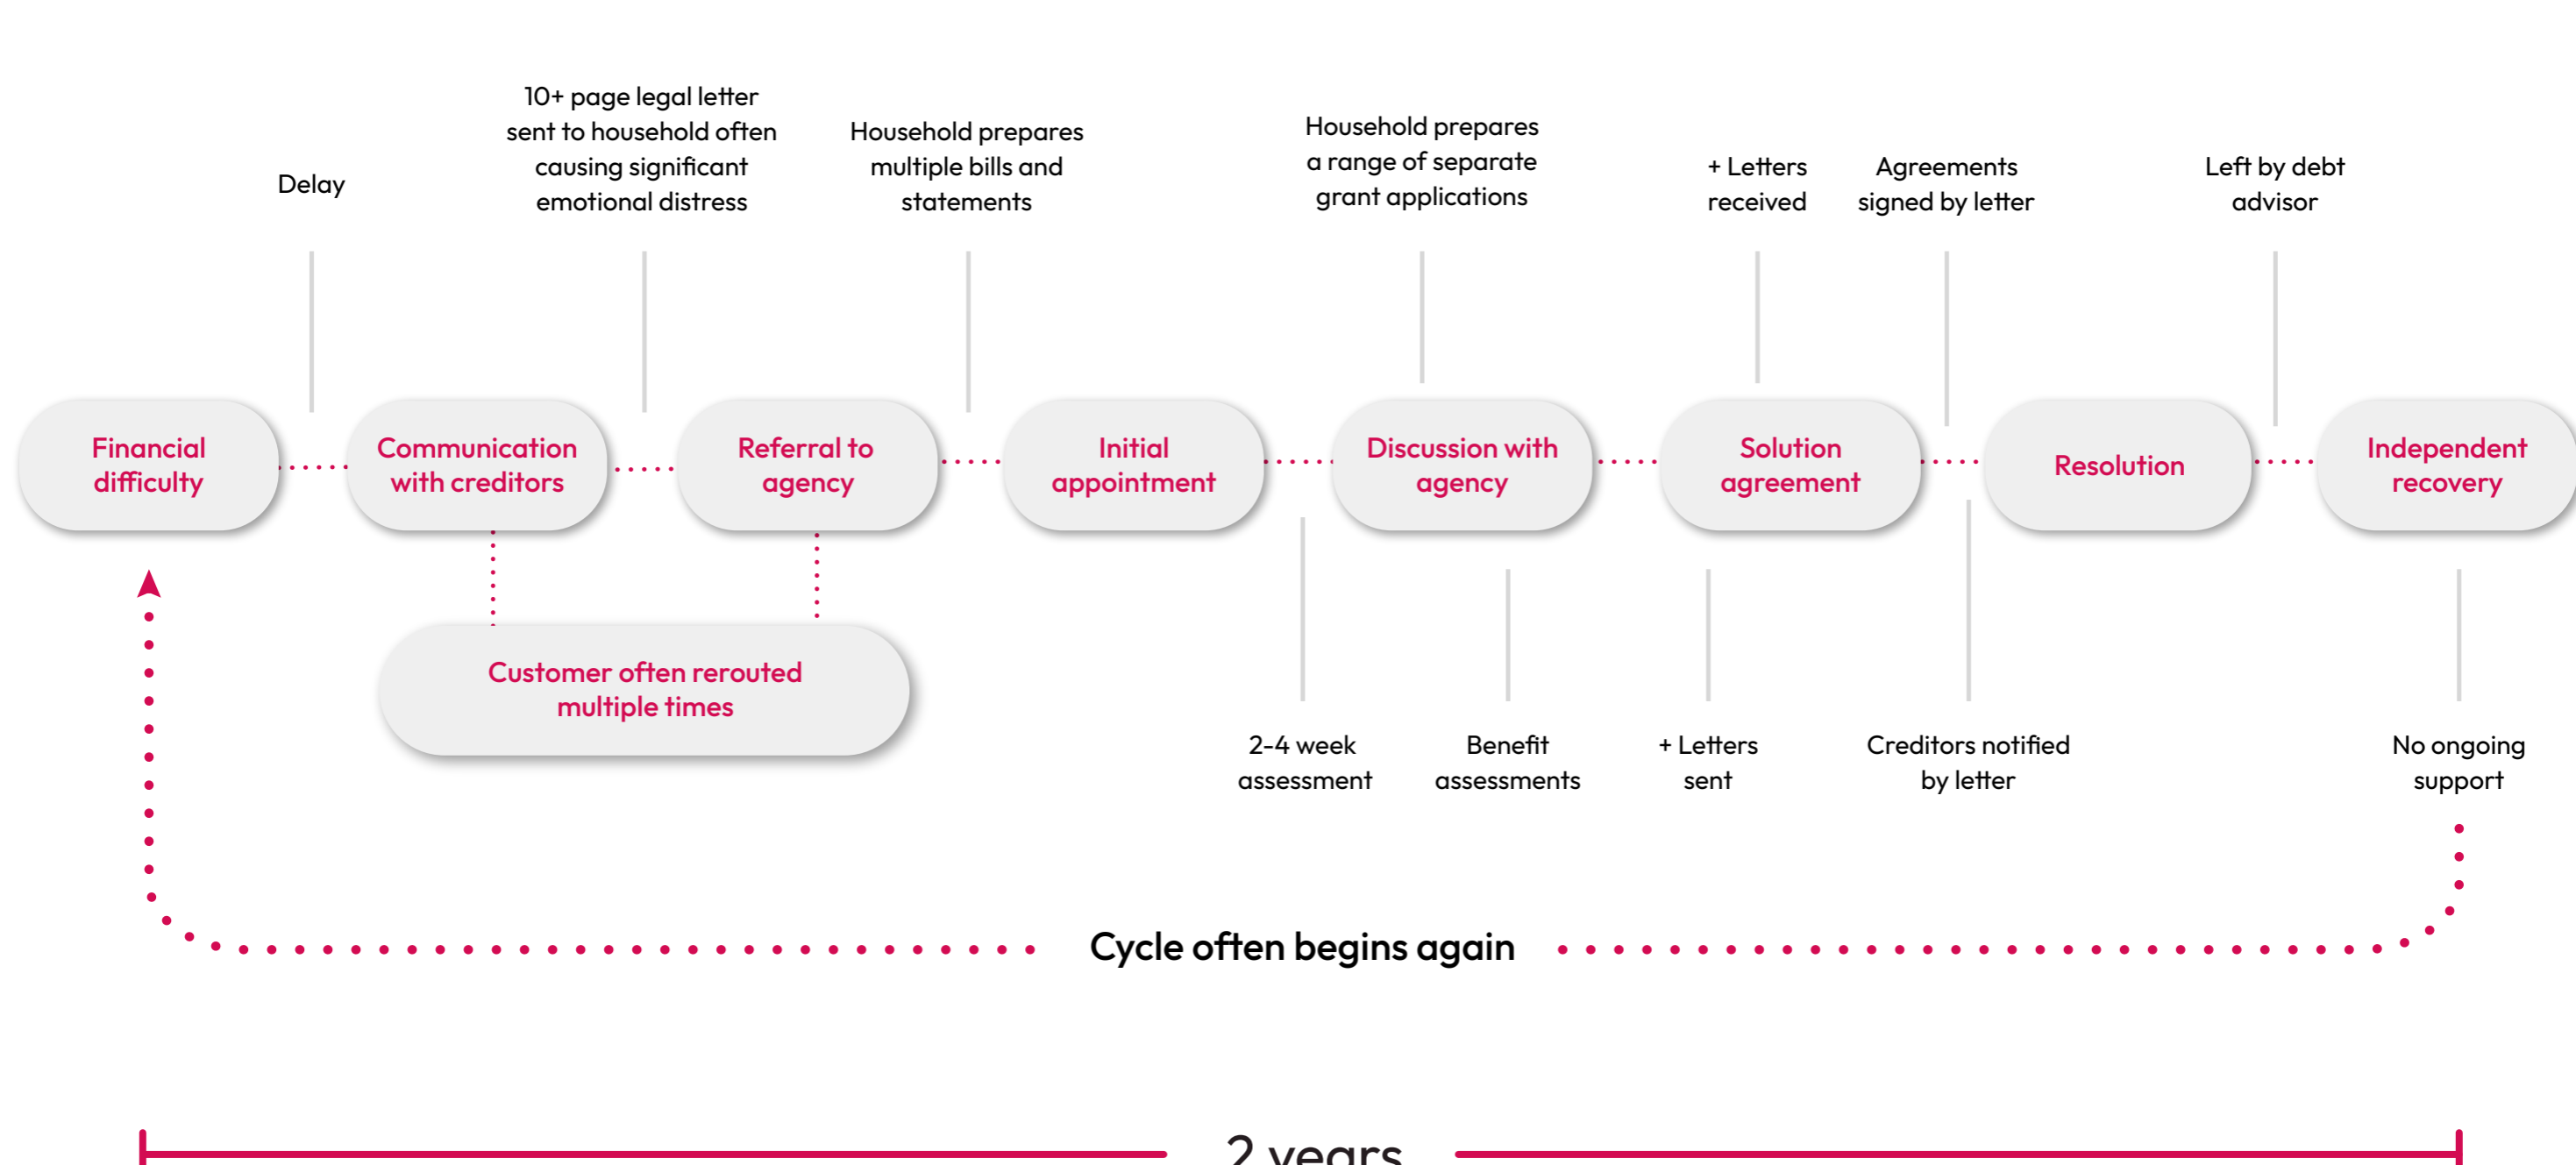 Delay
10+ page legal letter
sent to household often
causing significant
emotional distress
Household prepares
multiple bills and
statements
Household prepares
a range of separate
grant applications
+ Letters
received
Agreements
signed by letter
Left by debt
advisor
Financial
difficulty
Communication
with creditors
Referral to
agency
Initial
appointment
Discussion with
agency
Solution
agreement
Resolution
Independent
recovery
Customer often rerouted
multiple times
2-4 week
assessment
Benefit
assessments
+ Letters
sent
Creditors notified
by letter
No ongoing
support
Cycle often begins again
2 years